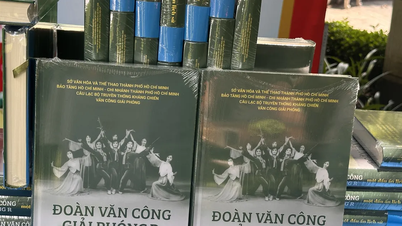 SỞ VĂN HÓA VÀ THỂ THAO THÀNH PHỐ HỒ CHÍ MINH
BẢO TÀNG HỒ CHÍ MINH - CHI NHÁNH THÀNH PHỐ HỒ CHÍ MINH
CÂU LẠC BỘ TRUYỀN THỐNG KHÁNG CHIẾN
VĂN CÔNG GIẢI PHÓNG
ĐOÀN VĂN CÔNG
GIẢI PHÓNG R
SỞ VĂN HÓA VÀ THỂ THAO THÀNH PHỐ HỒ CHÍ MINH
BẢO TÀNG HỒ CHÍ MINH - CHI NHÁNH THÀNH PHỐ HỒ CHÍ MINH
CÂU LẠC BỘ TRUYỀN THỐNG KHÁNG CHIẾN
VĂN CÔNG GIẢI PHÓNG
ĐOÀN VĂN CÔNG